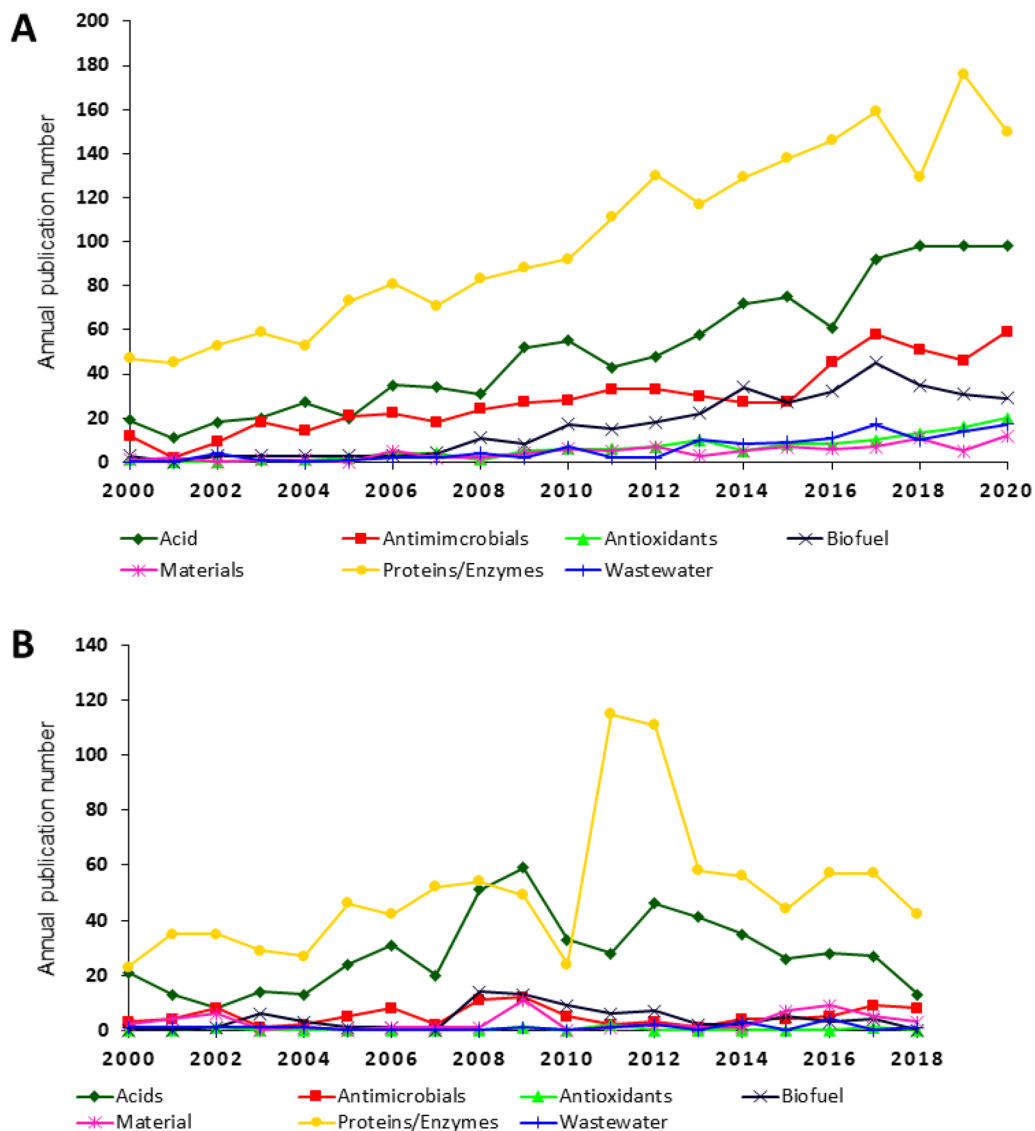 A
Annual publication number
200
180
160
140
120
100
80
60
40
20
0
2000 2002 2004 2006 2008 2010 2012 2014 2016 2018 2020
Acid Antimimcrobials Antioxidants Biofuel
Materials Proteins/Enzymes Wastewater
B
Annual publication number
140
120
100
80
60
40
20
0
2000 2002 2004 2006 2008 2010 2012 2014 2016 2018
Acids Antimicrobials Antioxidants Biofuel
Material Proteins/Enzymes Wastewater